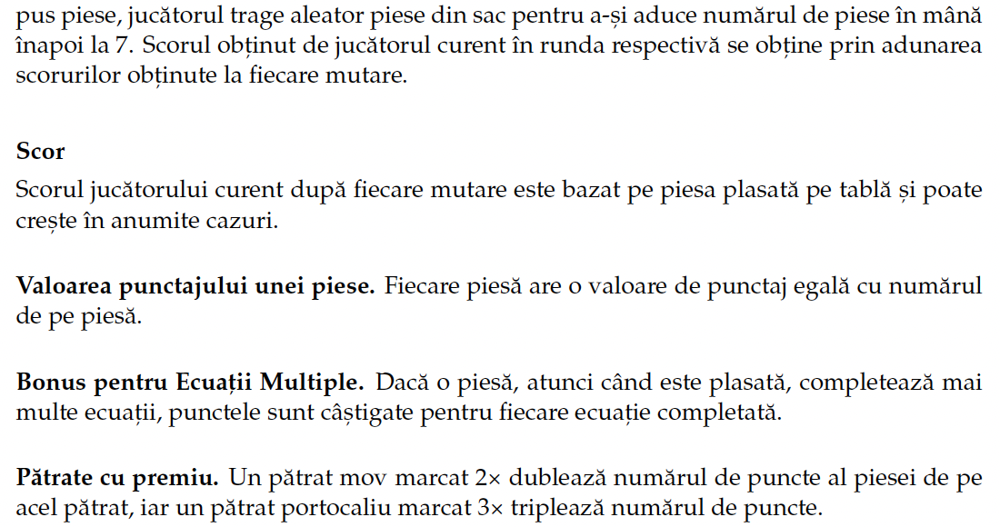 pus piese, jucătorul trage aleator piese din sac pentru a-și aduce numărul de piese în mână
înapoi la 7. Scorul obținut de jucătorul curent în runda respectivă se obține prin adunarea
scorurilor obținute la fiecare mutare.
Scor
Scorul jucătorului curent după fiecare mutare este bazat pe piesa plasată pe tablă și poate
crește în anumite cazuri.
Valoarea punctajului unei piese. Fiecare piesă are o valoare de punctaj egală cu numărul
de pe piesă.
Bonus pentru Ecuații Multiple. Dacă o piesă, atunci când este plasată, completează mai
multe ecuații, punctele sunt câștigate pentru fiecare ecuație completată.
Pătrate cu premiu. Un pătrat mov marcat 2× dublează numărul de puncte al piesei de pe
acel pătrat, iar un pătrat portocaliu marcat 3× triplează numărul de puncte.